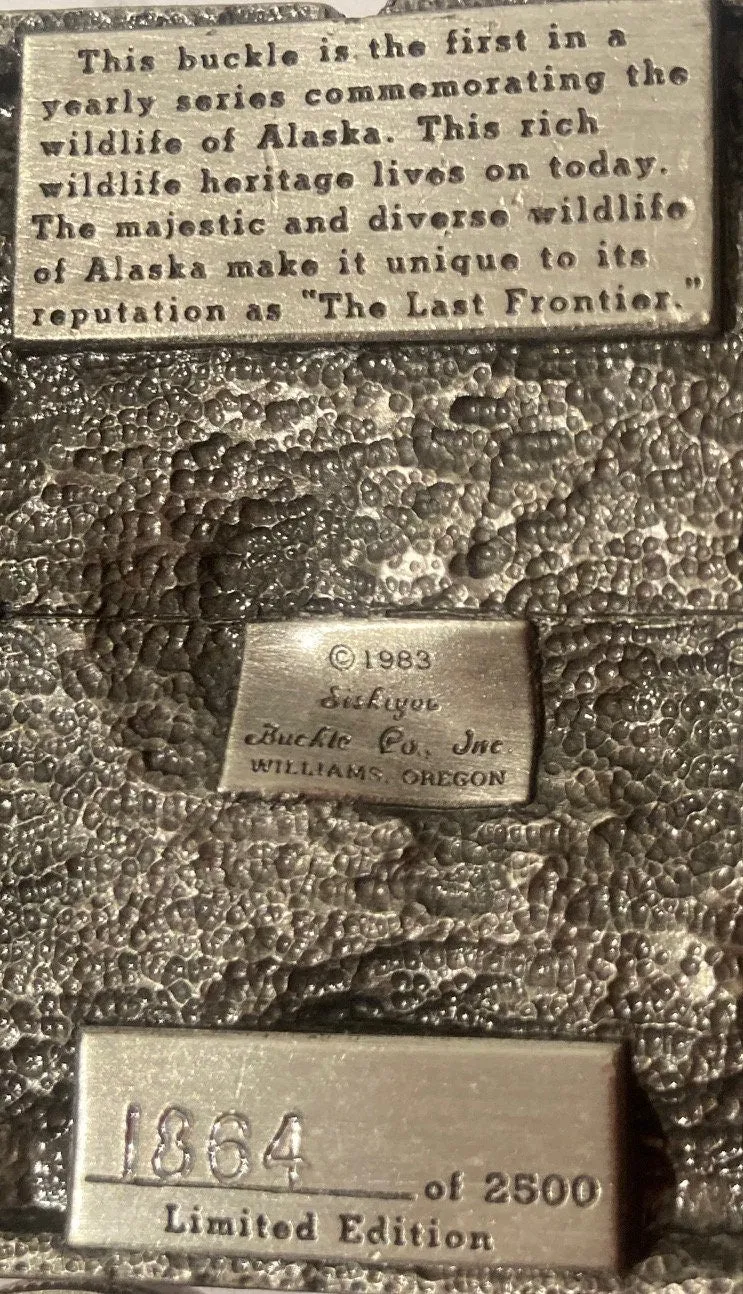 This buckle is the first in a
yearly series commemorating the
wildlife of Alaska. This rich
wildlife heritage lives on today.
The majestic and diverse wildlife
of Alaska make it unique to its
reputation as "The Last Frontier."
©1983
Siskiyou
Buckle Co., Inc.
WILLIAMS, OREGON
1864 of 2500
Limited Edition